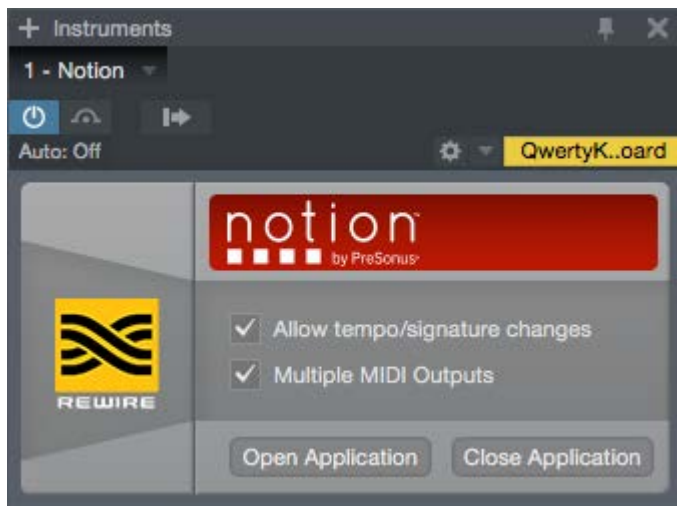 Instruments
1 - Notion
Auto: Off
QwertyK..oard
notion™
by PreSonus®
REWIRE
Allow tempo/signature changes
Multiple MIDI Outputs
Open Application
Close Application